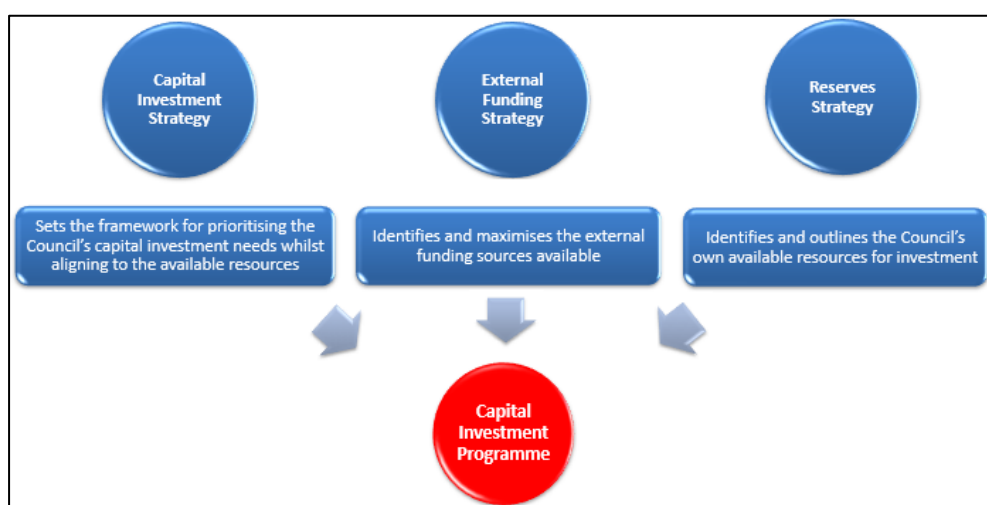 Capital
Investment
Strategy
External
Funding
Strategy
Reserves
Strategy
Sets the framework for prioritising the
Council's capital investment needs whilst
aligning to the available resources
Identifies and maximises the external
funding sources available
Identifies and outlines the Council's
own available resources for investment
Capital
Investment
Programme